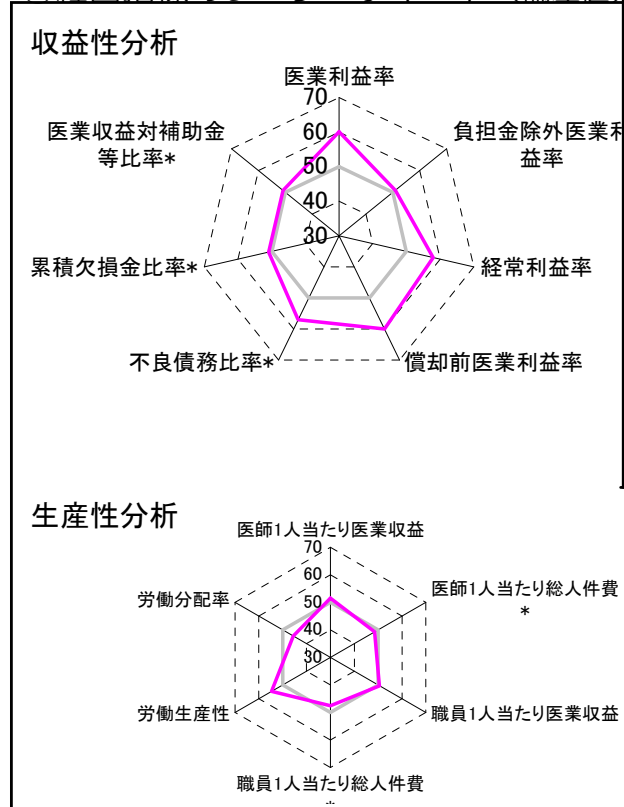 収益性分析
医業利益率
70
60
50
40
30
負担金除外医業利
益率
経常利益率
償却前医業利益率
不良債務比率*
累積欠損金比率*
医業収益対補助金
等比率*
生産性分析
医師1人当たり医業収益
70
60
50
40
30
医師1人当たり総人件費
*
職員1人当たり医業収益
職員1人当たり総人件費
*
労働生産性
労働分配率